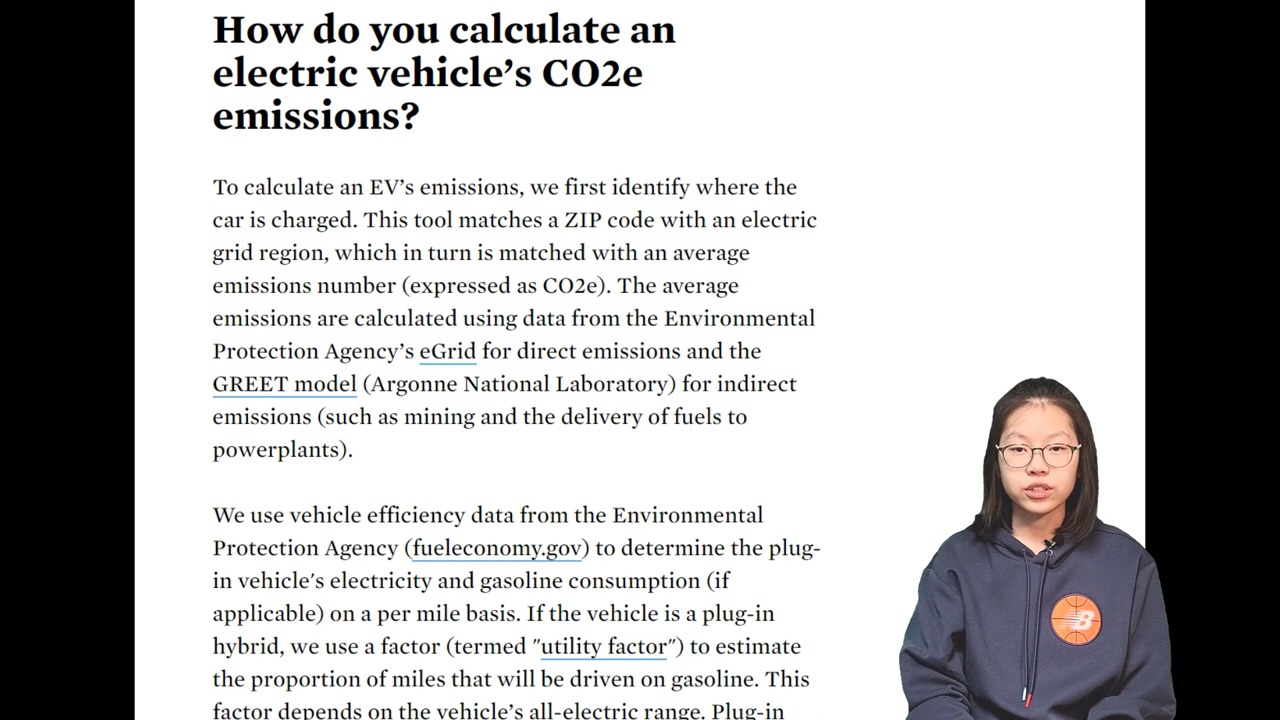 How do you calculate an
electric vehicle’s CO2e
emissions?
To calculate an EV’s emissions, we first identify where the
car is charged. This tool matches a ZIP code with an electric
grid region, which in turn is matched with an average
emissions number (expressed as CO2e). The average
emissions are calculated using data from the Environmental
Protection Agency’s eGrid for direct emissions and the
GREET model (Argonne National Laboratory) for indirect
emissions (such as mining and the delivery of fuels to
powerplants).
We use vehicle efficiency data from the Environmental
Protection Agency (fueleconomy.gov) to determine the plug-
in vehicle's electricity and gasoline consumption (if
applicable) on a per mile basis. If the vehicle is a plug-in
hybrid, we use a factor (termed "utility factor") to estimate
the proportion of miles that will be driven on gasoline. This
factor depends on the vehicle’s all-electric range. Plug-in
NB